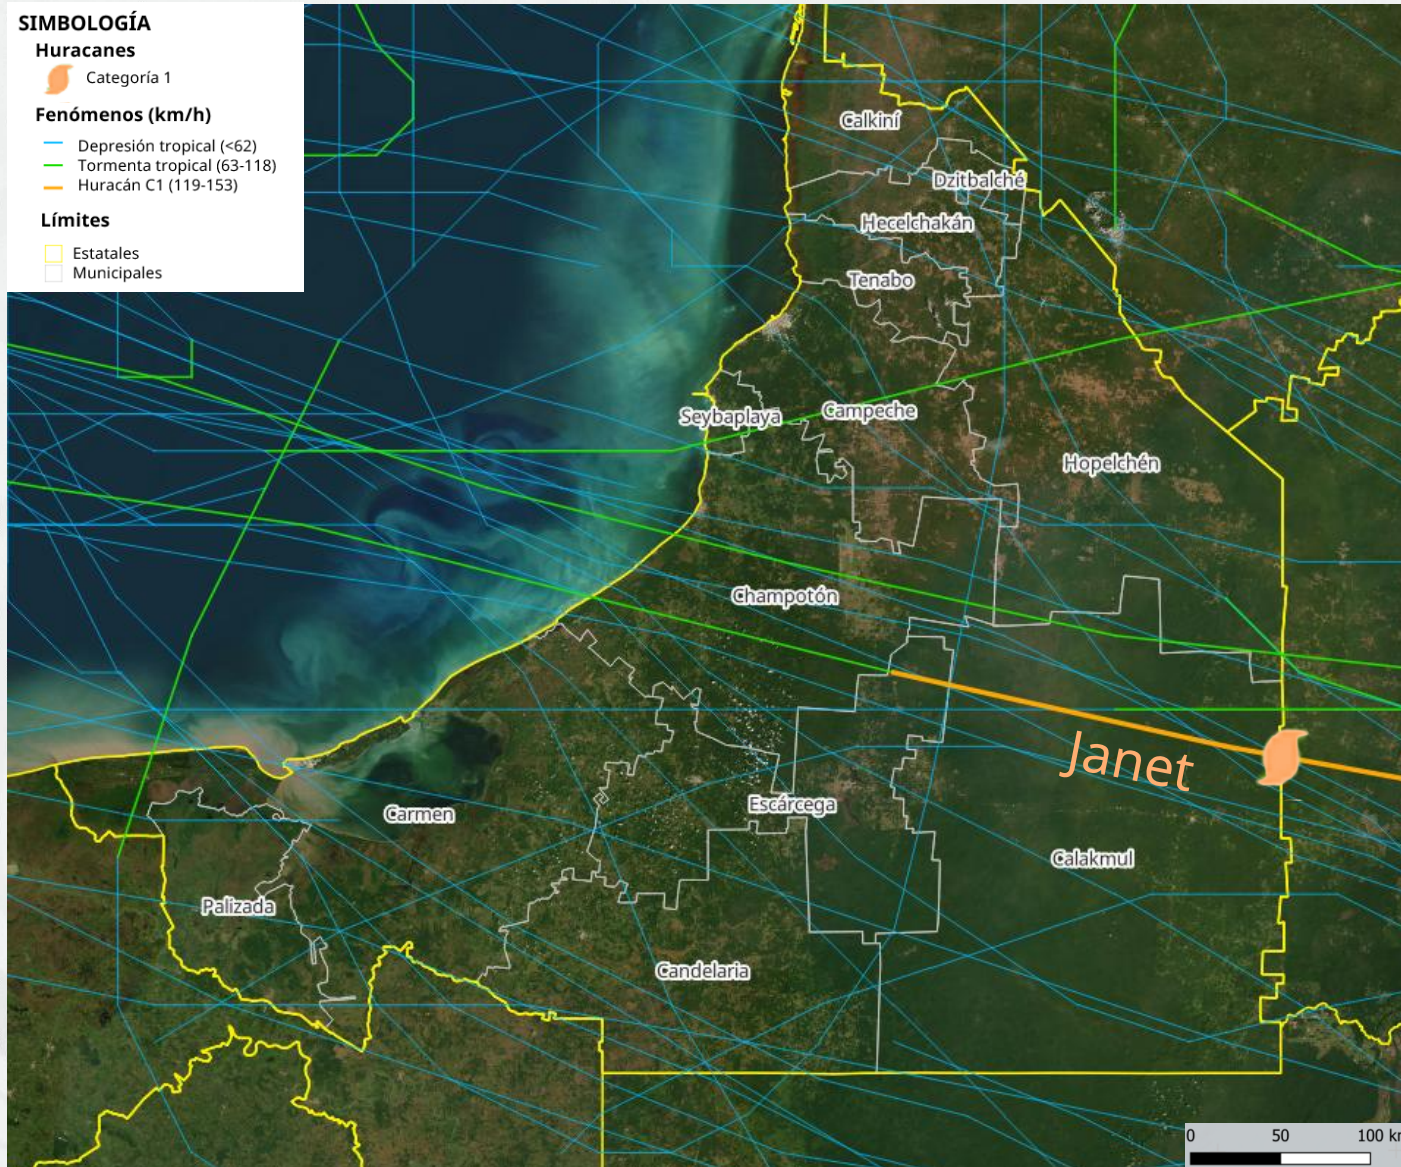 SIMBOLOGÍA
Huracanes
Categoría 1
Fenómenos (km/h)
Depresión tropical (<62)
Tormenta tropical (63-118)
Huracán C1 (119-153)
Límites
Estatales
Municipales
Calkiní
Dzitbalché
Hecelchakán
Tenabo
Seybaplaya
Campeche
Hopelchén
Champotón
Janet
Escárcega
Carmen
Calakmul
Palizada
Candelaria
0 50 100 km